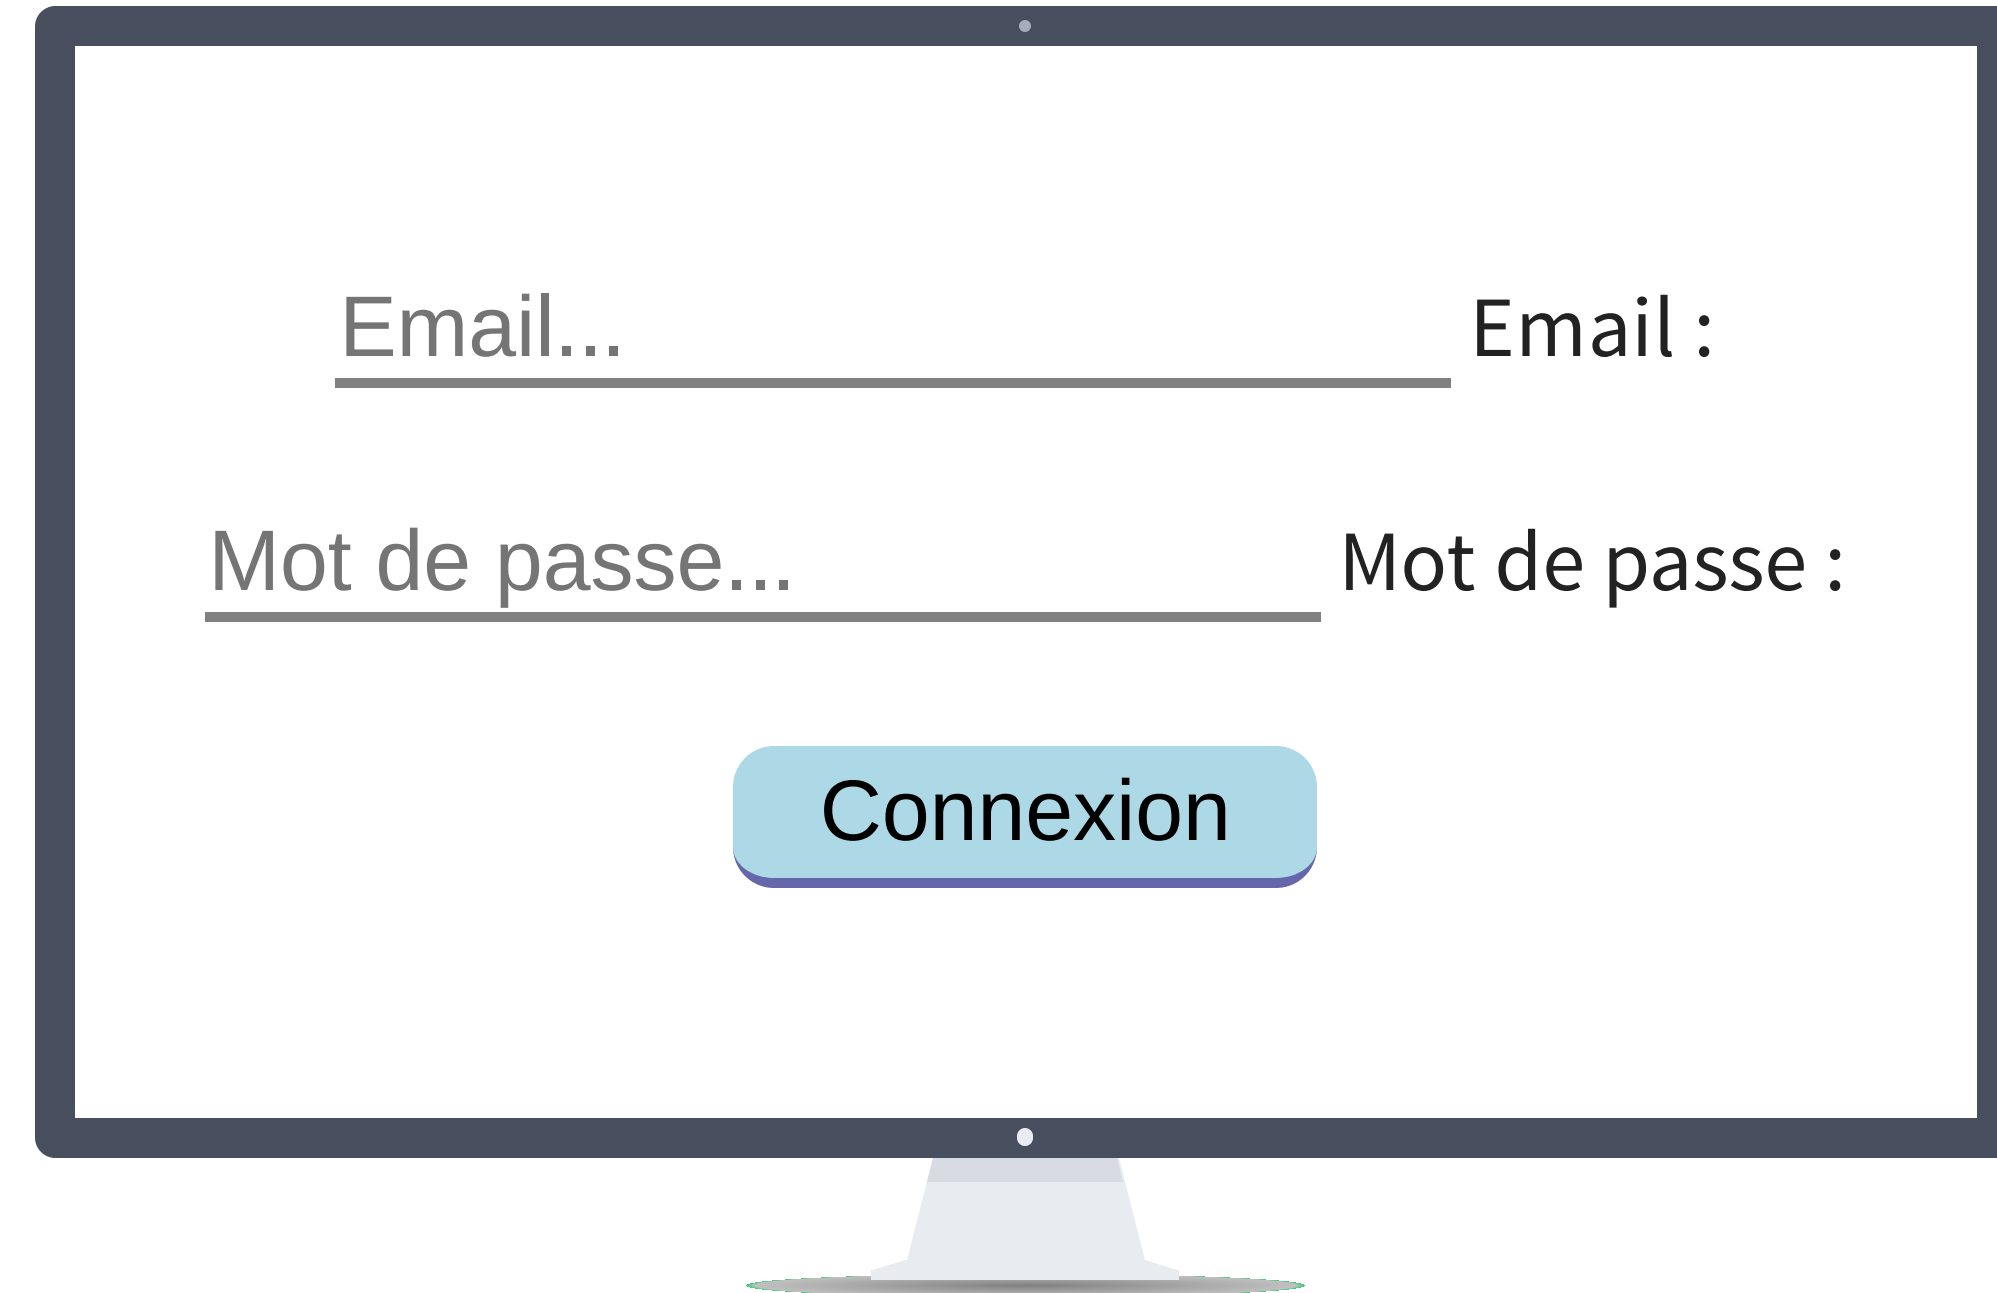 Email... Email :
Mot de passe... Mot de passe :
Connexion